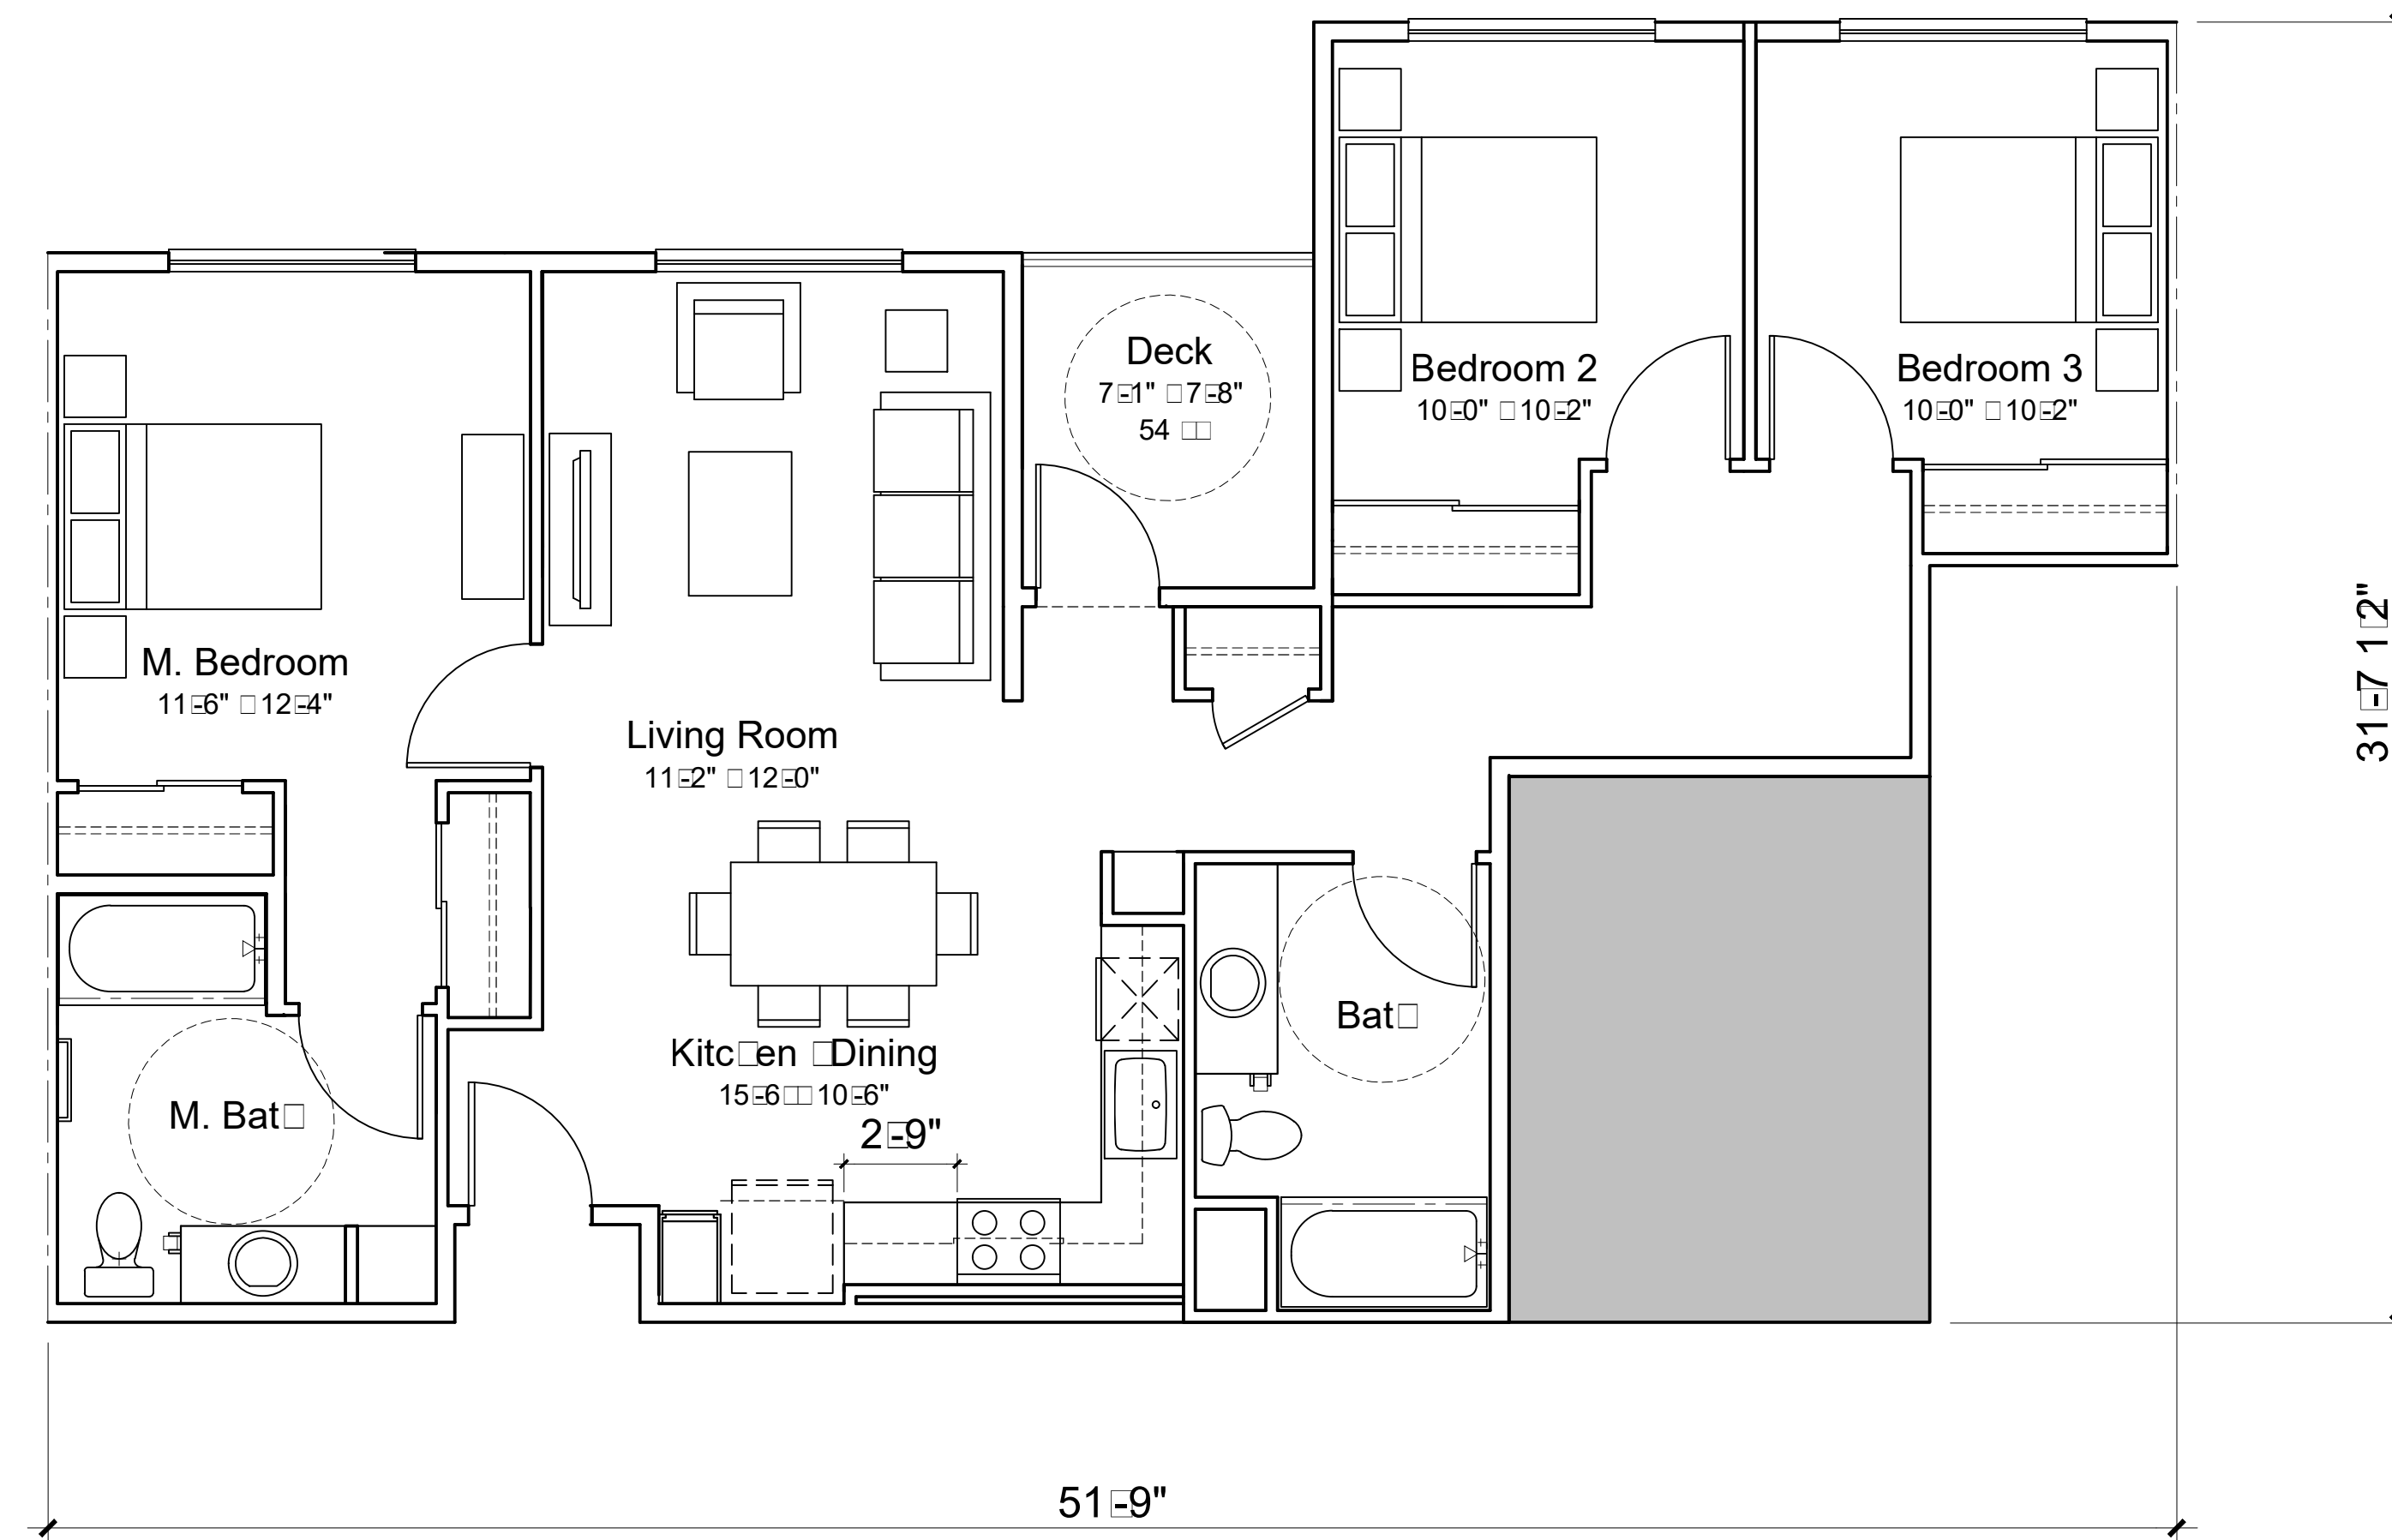 Deck
7□-1" □ 7□-8"
54 □□
Bedroom 2
10□-0" □ 10□-2"
Bedroom 3
10□-0" □ 10□-2"
M. Bedroom
11□-6" □ 12□-4"
Living Room
11□-2" □ 12□-0"
31□-7 1□2"
Kitc□en □ Dining
15□-6□ □ 10□-6"
2□-9"
Bat□
M. Bat□
51□-9"